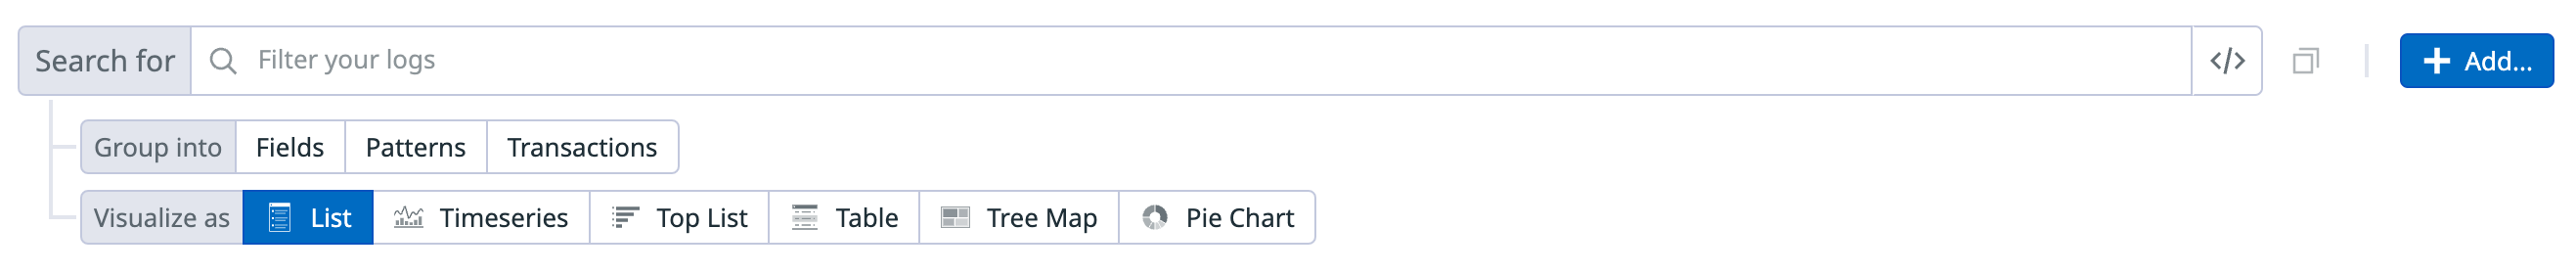 Search for Filter your logs </> Add...
Group into Fields Patterns Transactions
Visualize as List Timeseries Top List Table Tree Map Pie Chart